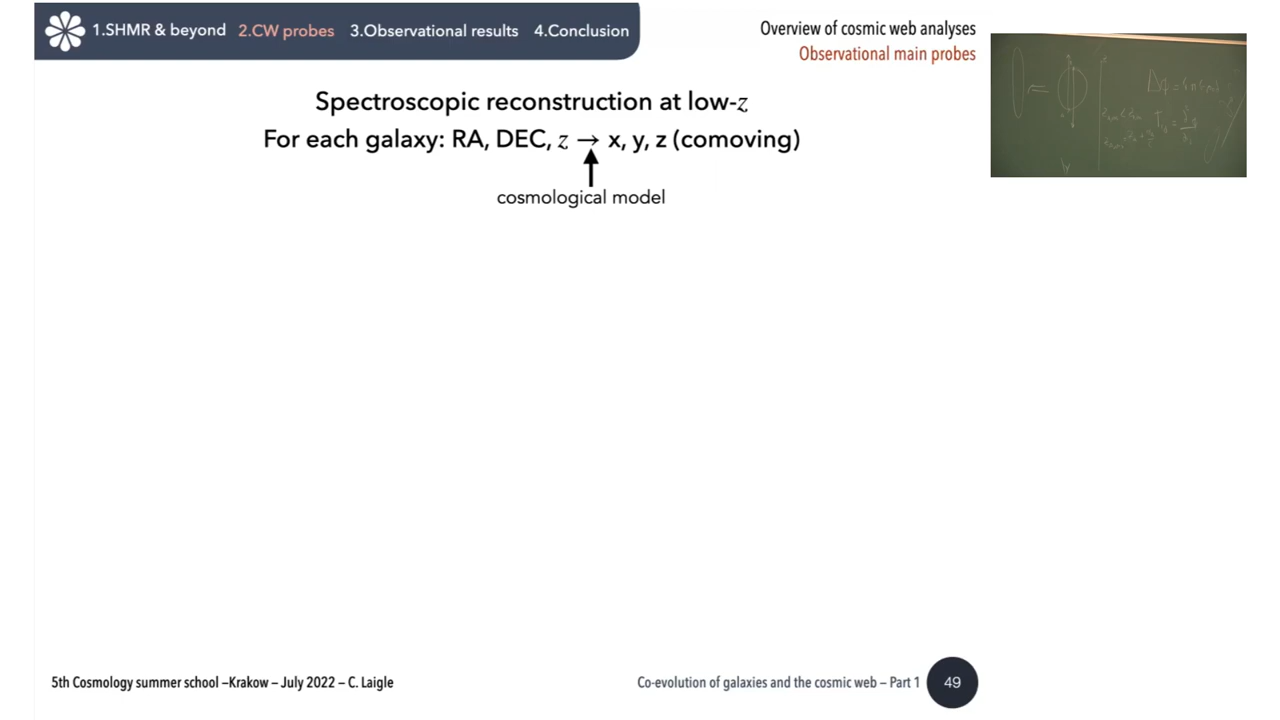 1.SHMR & beyond 2.CW probes 3.Observational results 4.Conclusion
Overview of cosmic web analyses
Observational main probes
Spectroscopic reconstruction at low-z
For each galaxy: RA, DEC, z → x, y, z (comoving)
cosmological model
5th Cosmology summer school –Krakow – July 2022 – C. Laigle
Co-evolution of galaxies and the cosmic web – Part 1
49